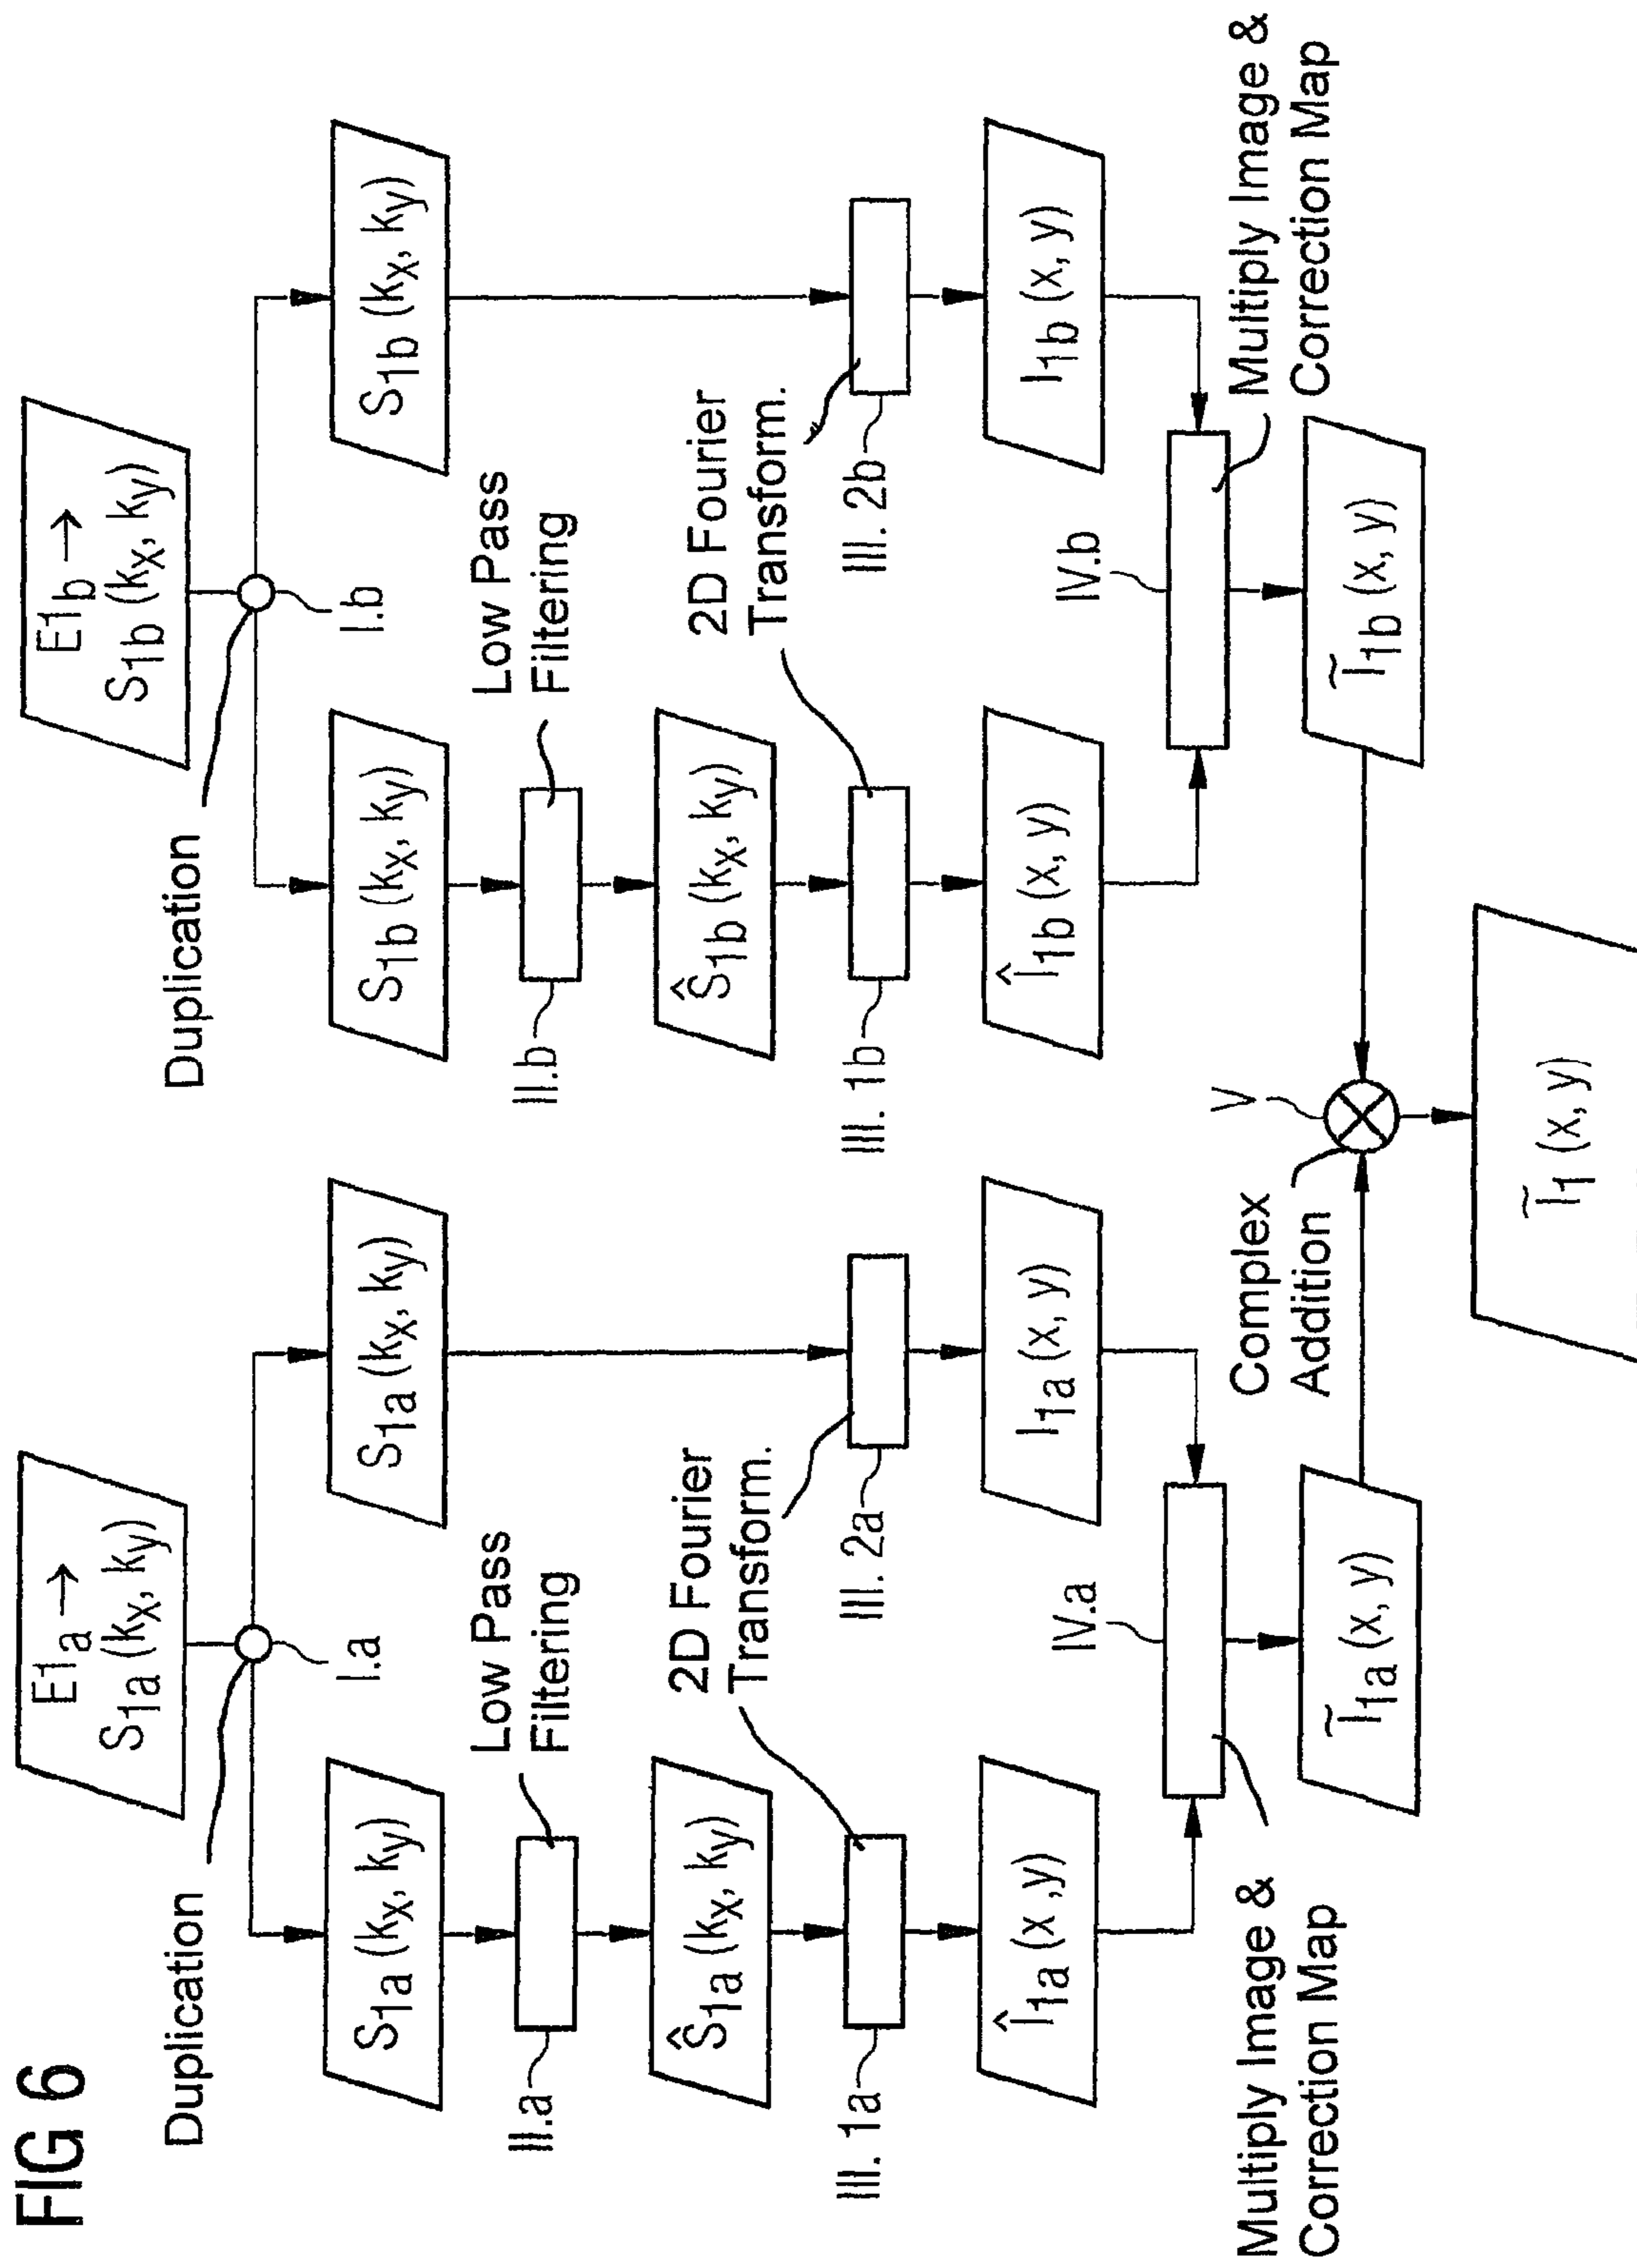 FIG 6
E1a →
S1a (kx, ky)
E1b →
S1b (kx, ky)
Duplication
I.a
Duplication
I.b
S1a (kx, ky)
S1a (kx, ky)
S1b (kx, ky)
S1b (kx, ky)
II.a
Low Pass
Filtering
II.b
Low Pass
Filtering
Ŝ1a (kx, ky)
Ŝ1b (kx, ky)
2D Fourier
Transform.
2D Fourier
Transform.
III. 1a
III. 2a
III. 1b
III. 2b
Î1a (x ,y)
I1a (x, y)
Î1b (x, y)
I1b (x, y)
IV.a
IV.b
Multiply Image &
Correction Map
Complex
Addition
V
Multiply Image &
Correction Map
Ĩ1a (x, y)
Ĩ1b (x, y)
Ĩ1 (x, y)